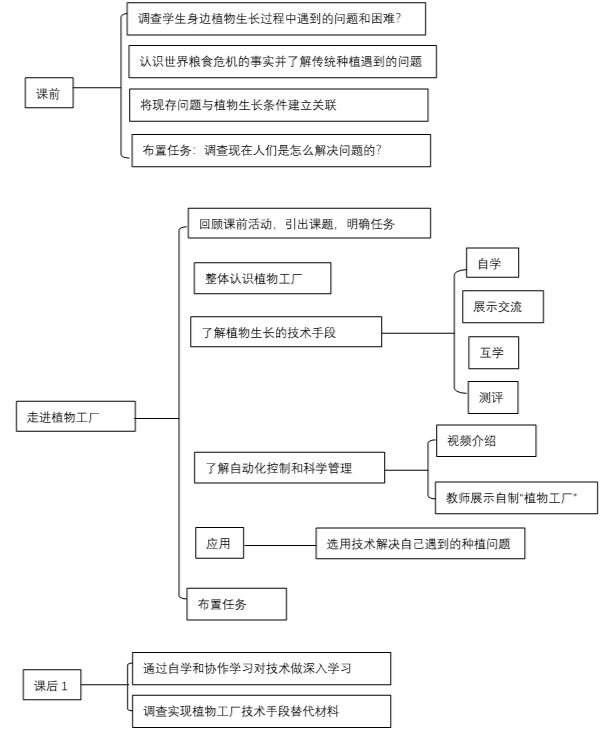 调查学生身边植物生长过程中遇到的问题和困难？
认识世界粮食危机的事实并了解传统种植遇到的问题
课前
将现存问题与植物生长条件建立关联
布置任务：调查现在人们是怎么解决问题的？
回顾课前活动，引出课题，明确任务
整体认识植物工厂
自学
展示交流
了解植物生长的技术手段
互学
测评
走进植物工厂
视频介绍
了解自动化控制和科学管理
教师展示自制“植物工厂”
应用
选用技术解决自己遇到的种植问题
布置任务
通过自学和协作学习对技术做深入学习
课后 1
调查实现植物工厂技术手段替代材料